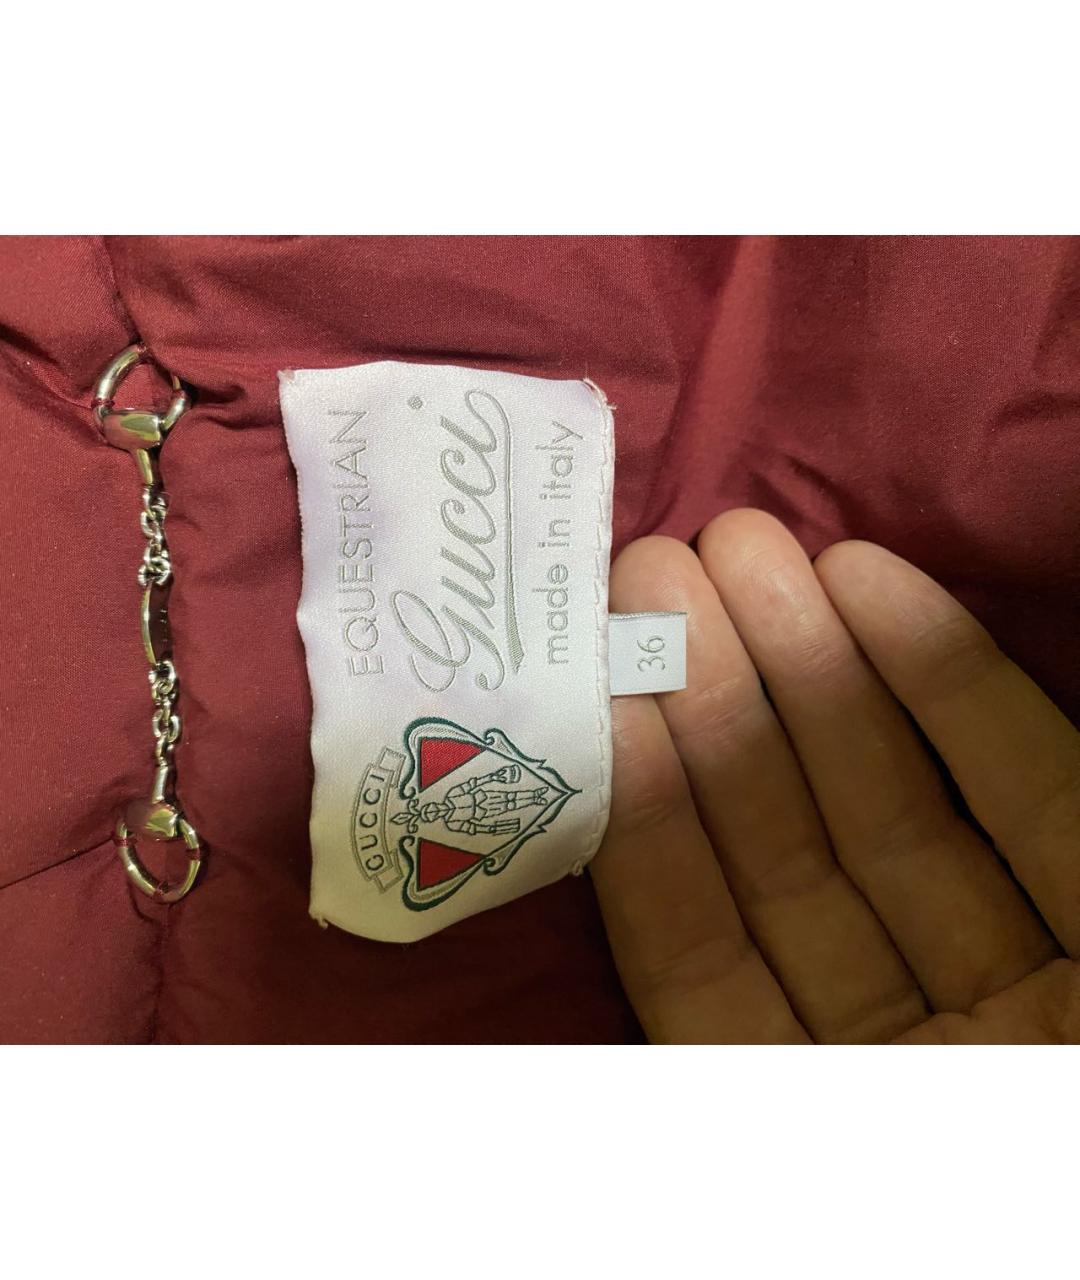 GUCCI
EQUESTRIAN
Gucci
made in italy
36